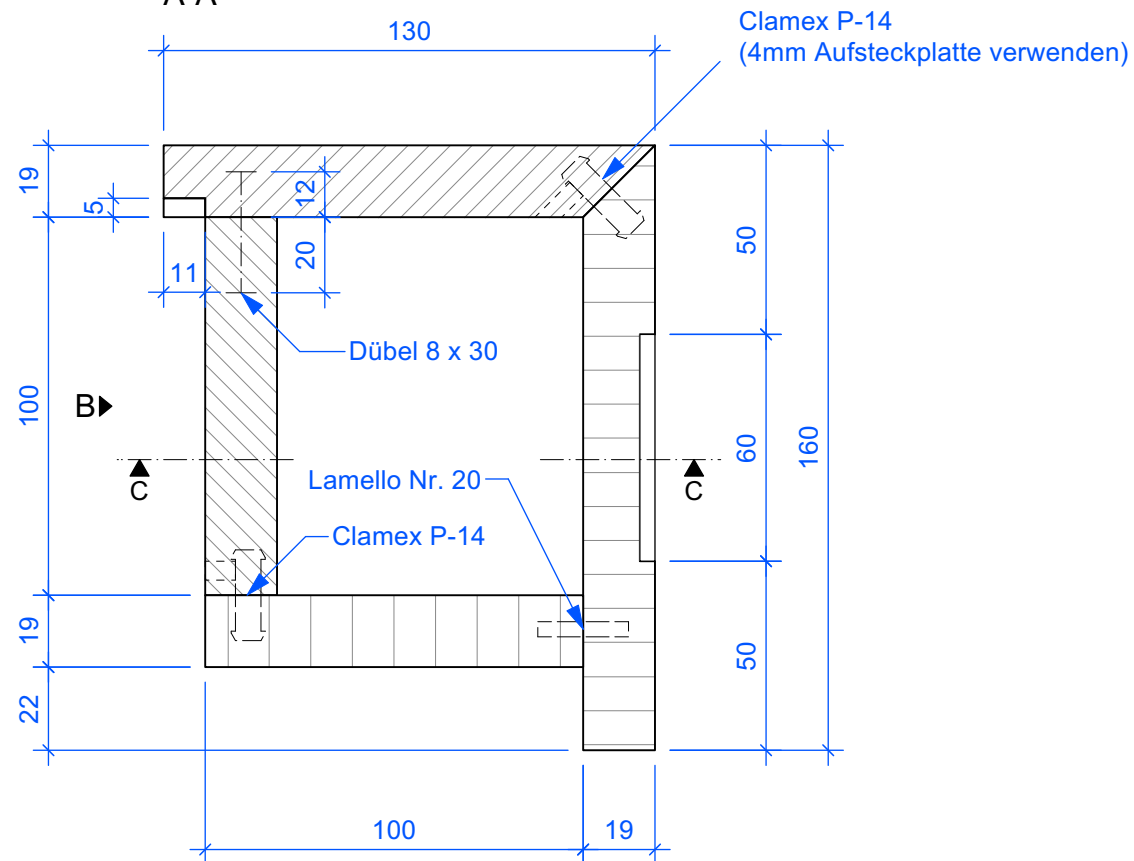 A-A
130
Clamex P-14
(4mm Aufsteckplatte verwenden)
19
5
12
20
11
50
Dübel 8 x 30
100
B
60
160
C
C
Lamello Nr. 20
Clamex P-14
19
50
22
100
19